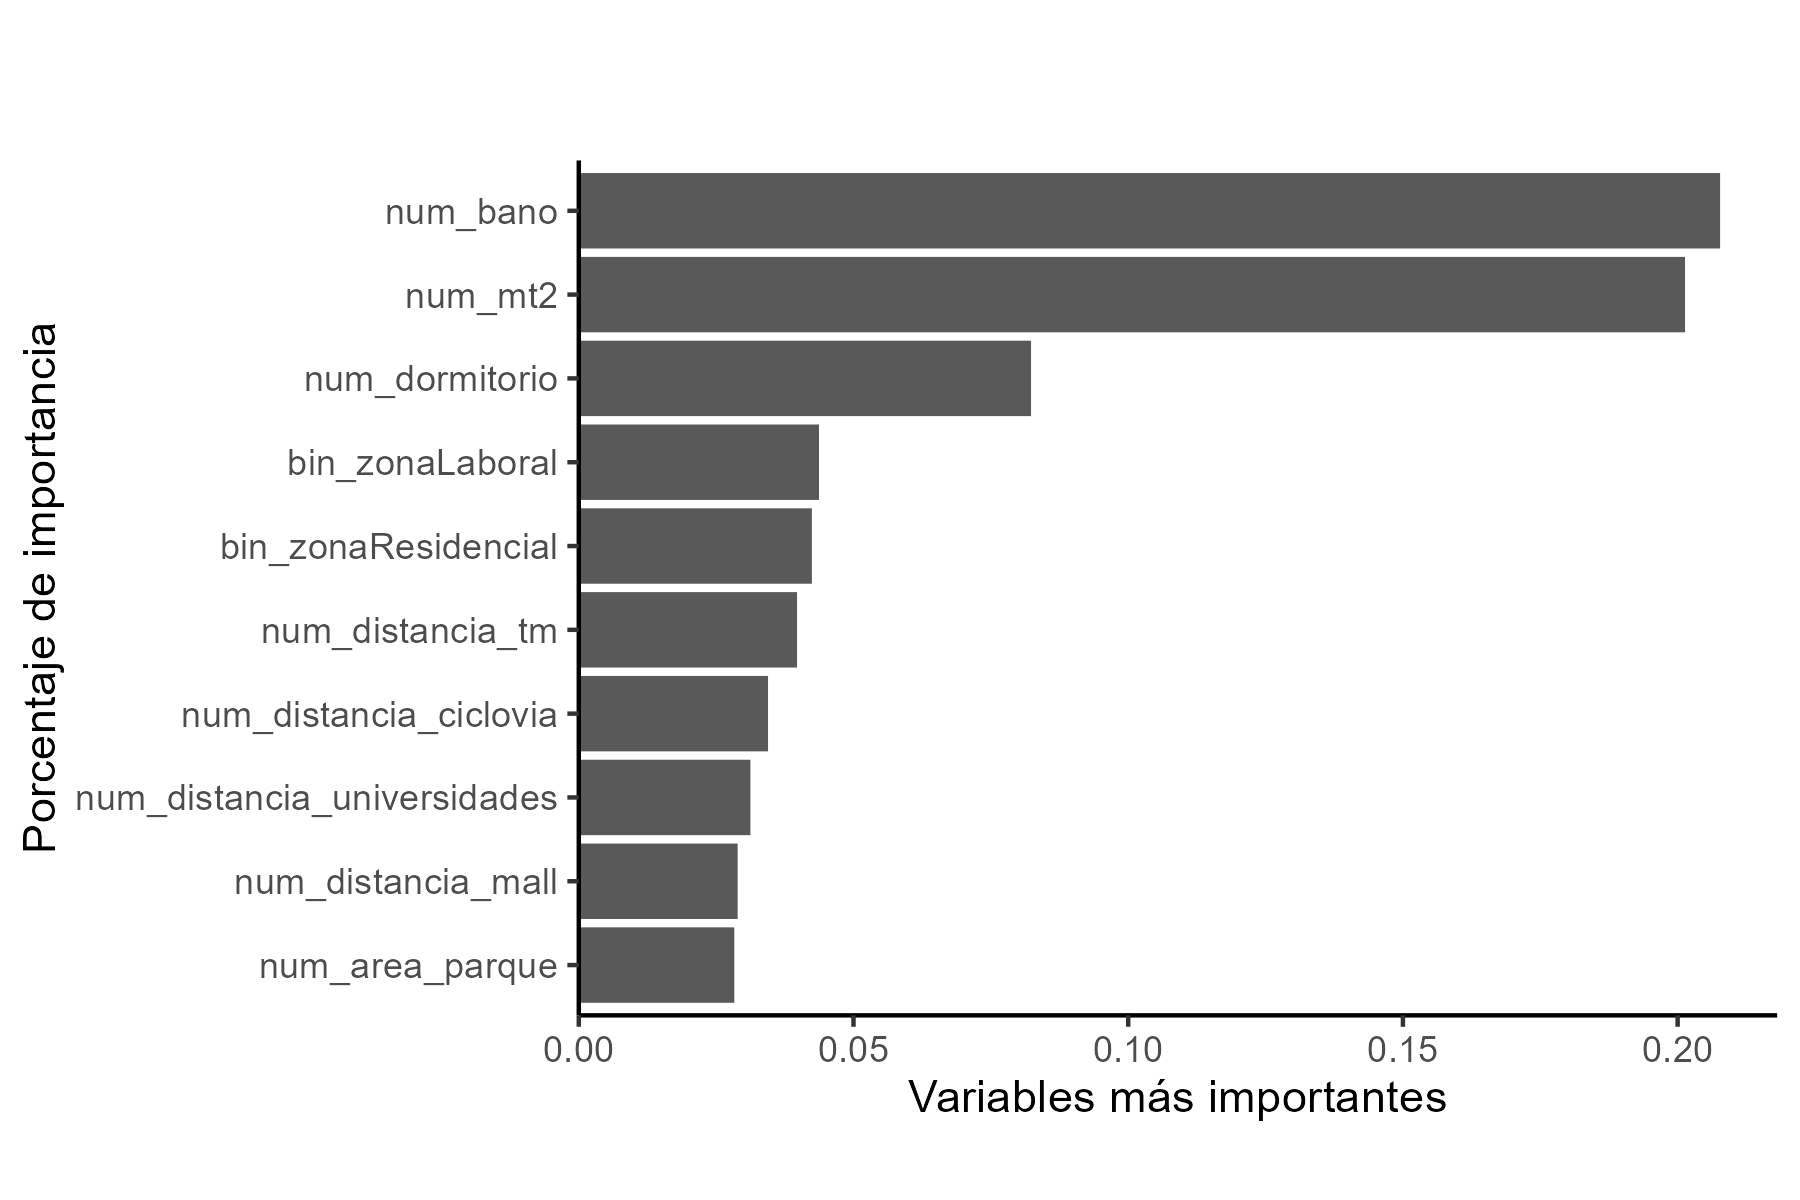 Porcentaje de importancia
num_bano
num_mt2
num_dormitorio
bin_zonaLaboral
bin_zonaResidencial
num_distancia_tm
num_distancia_ciclovia
num_distancia_universidades
num_distancia_mall
num_area_parque
0.00 0.05 0.10 0.15 0.20
Variables más importantes